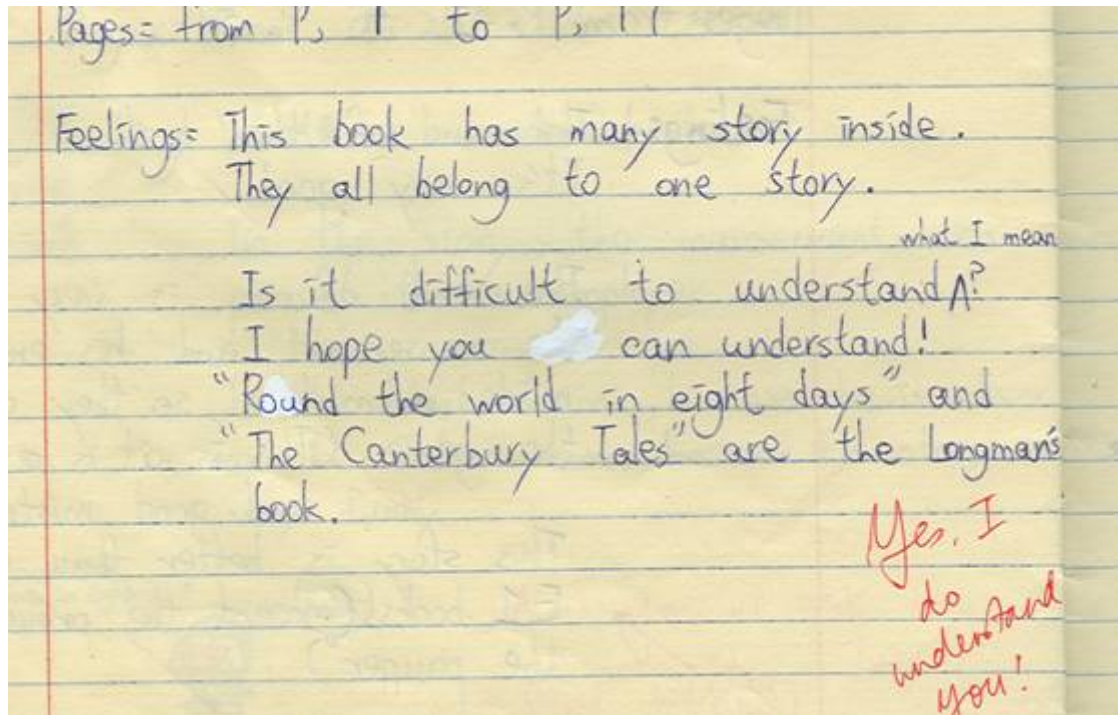 Pages: from P, 1 to P, 
Feelings: This book has many story inside.
They all belong to one story.
what I mean
Is it difficult to understand ^?
I hope you can understand!
"Round the world in eight days" and
"The Canterbury Tales" are the Longman's
book.
Yes, I
do
understand
you!